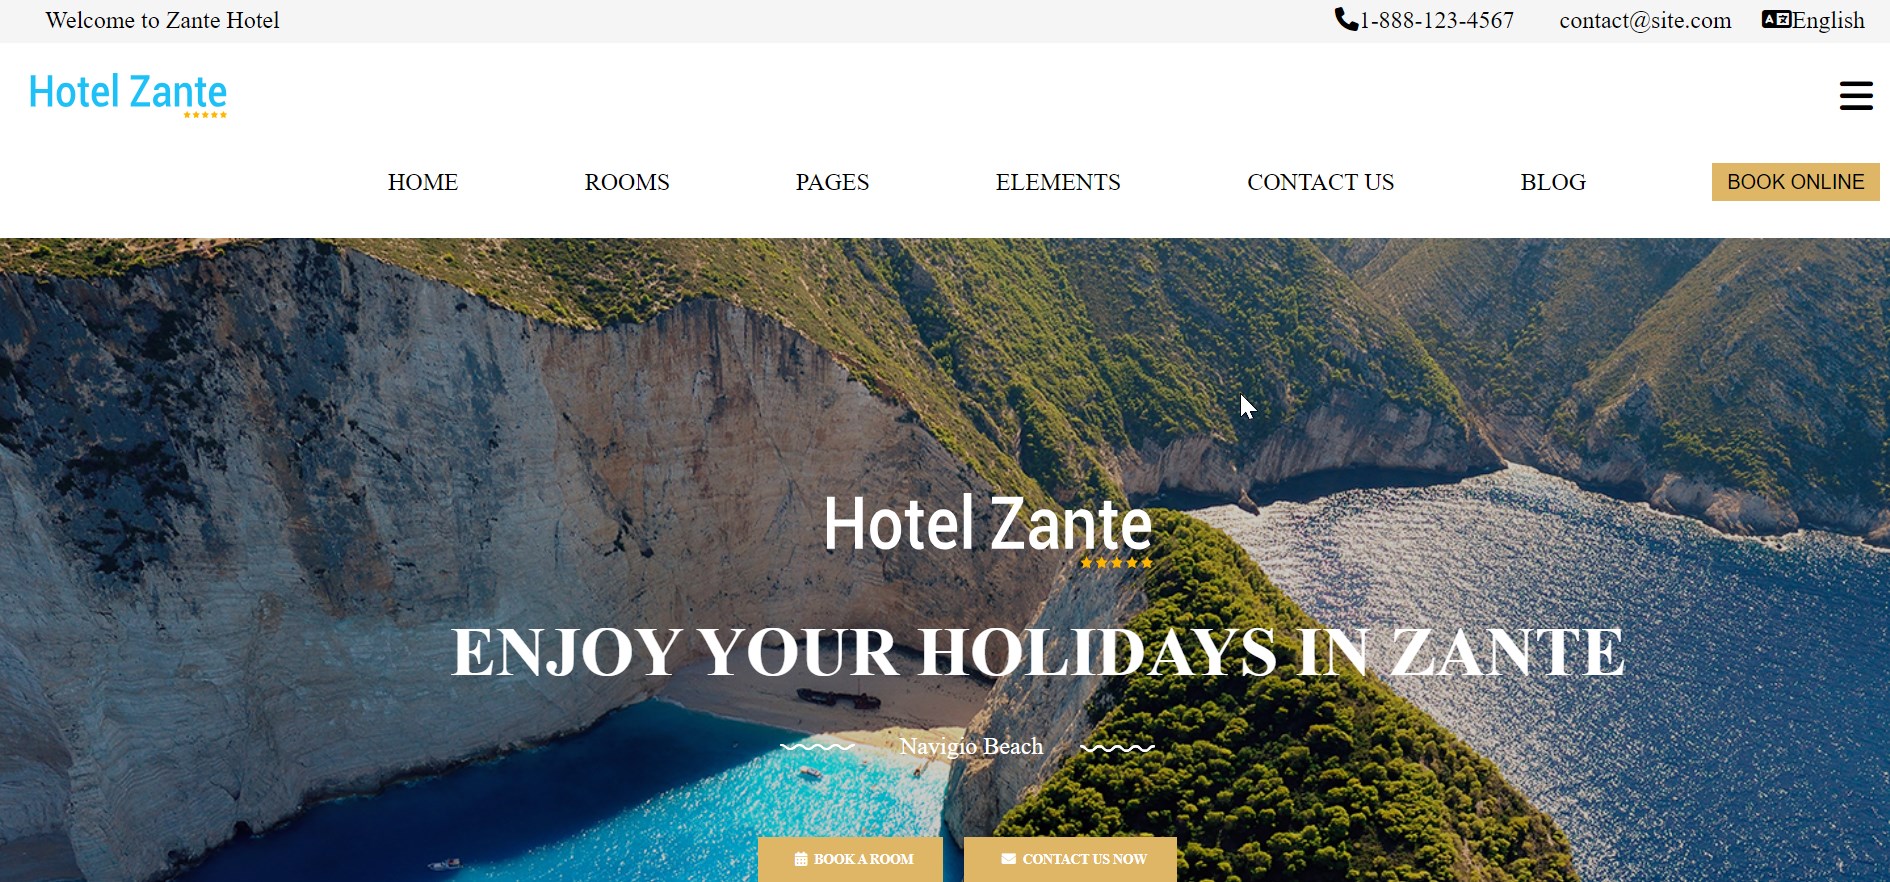 Welcome to Zante Hotel
1-888-123-4567 contact@site.com English
Hotel Zante
HOME ROOMS PAGES ELEMENTS CONTACT US BLOG BOOK ONLINE
Hotel Zante
ENJOY YOUR HOLIDAYS IN ZANTE
Navigio Beach
BOOK A ROOM CONTACT US NOW